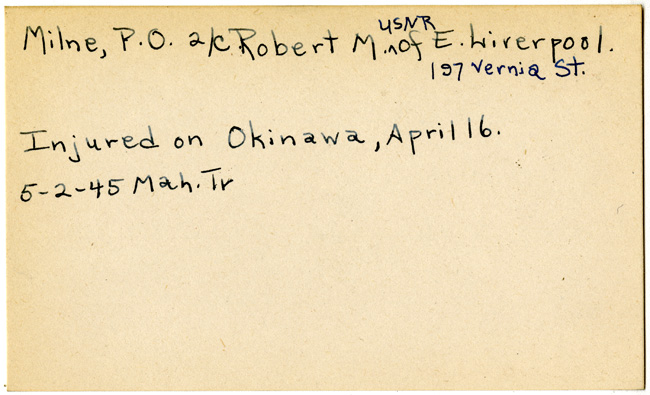 Milne, P.O. 2/c Robert M. USNR of E. Liverpool.
197 Vernia St.
Injured on Okinawa, April 16.
5-2-45 Mah. Tr